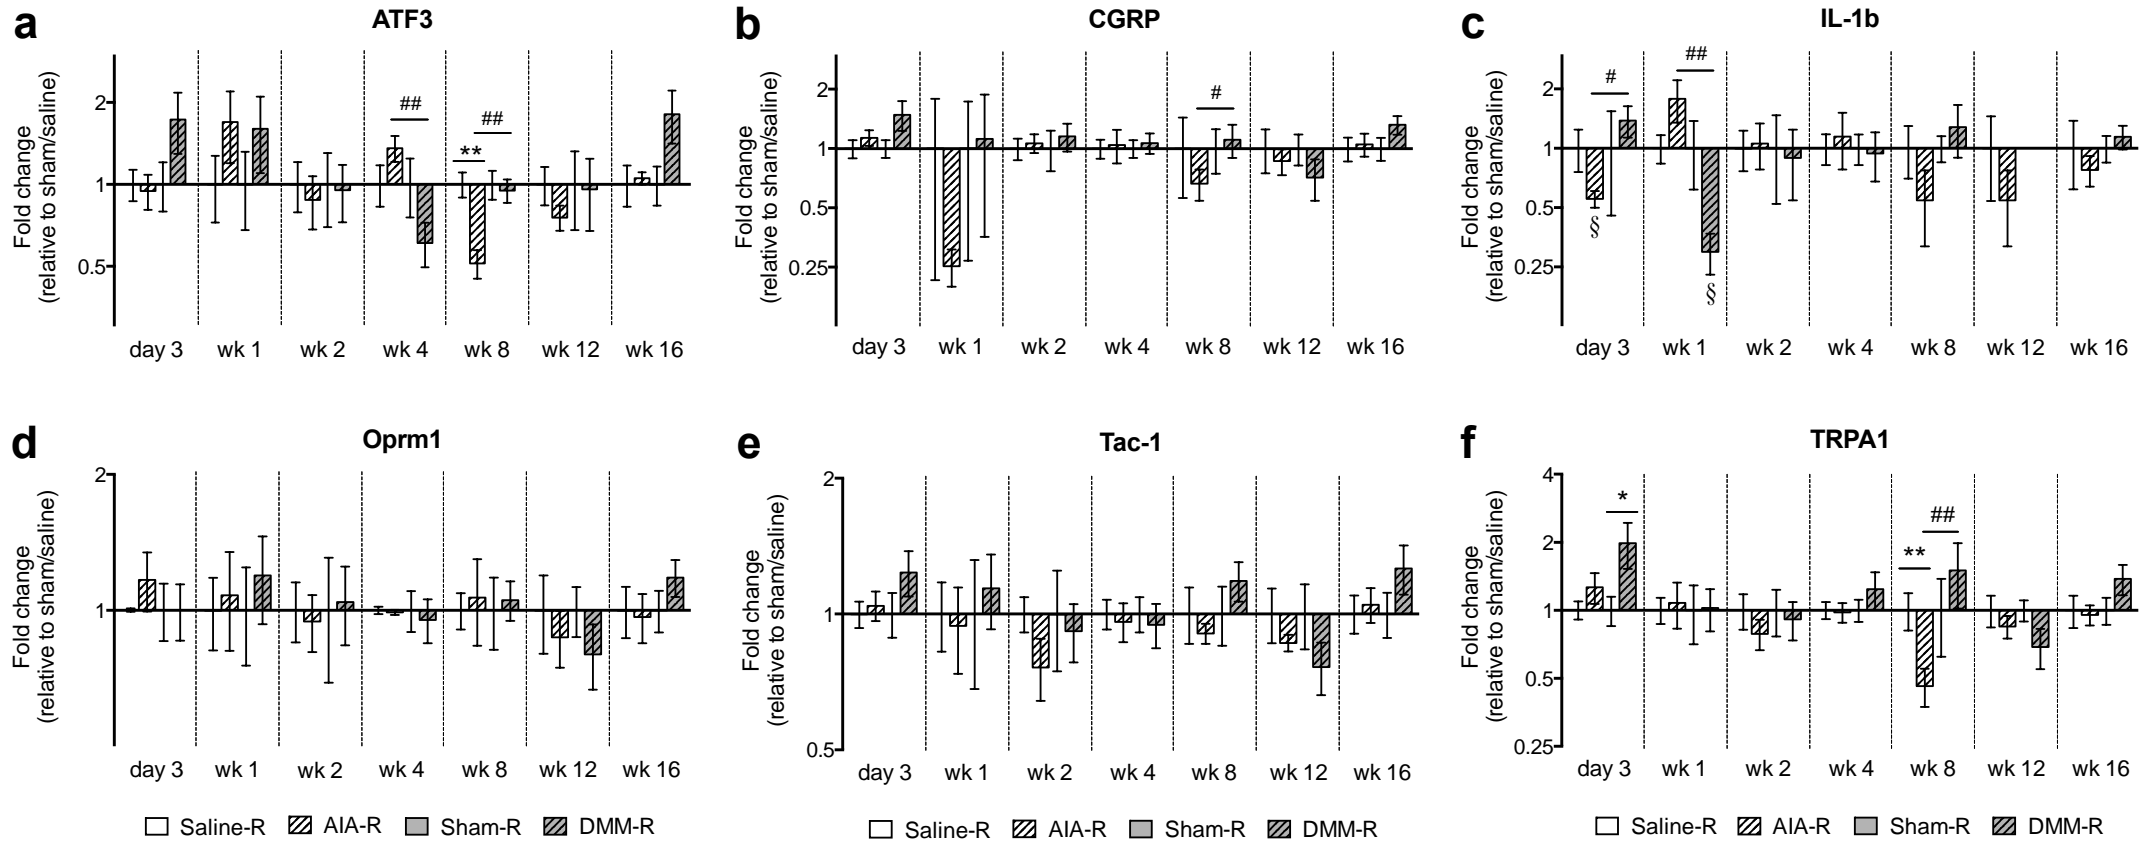 a
ATF3
Fold change
(relative to sham/saline)
2
1
0.5
##
**
##
day 3 wk 1 wk 2 wk 4 wk 8 wk 12 wk 16
b
CGRP
Fold change
(relative to sham/saline)
2
1
0.5
0.25
#
day 3 wk 1 wk 2 wk 4 wk 8 wk 12 wk 16
c
IL-1b
Fold change
(relative to sham/saline)
2
1
0.5
0.25
#
##
§
§
day 3 wk 1 wk 2 wk 4 wk 8 wk 12 wk 16
d
Oprm1
Fold change
(relative to sham/saline)
2
1
day 3 wk 1 wk 2 wk 4 wk 8 wk 12 wk 16
Saline-R AIA-R Sham-R DMM-R
e
Tac-1
Fold change
(relative to sham/saline)
2
1
0.5
day 3 wk 1 wk 2 wk 4 wk 8 wk 12 wk 16
Saline-R AIA-R Sham-R DMM-R
f
TRPA1
Fold change
(relative to sham/saline)
4
2
1
0.5
0.25
*
**
##
day 3 wk 1 wk 2 wk 4 wk 8 wk 12 wk 16
Saline-R AIA-R Sham-R DMM-R